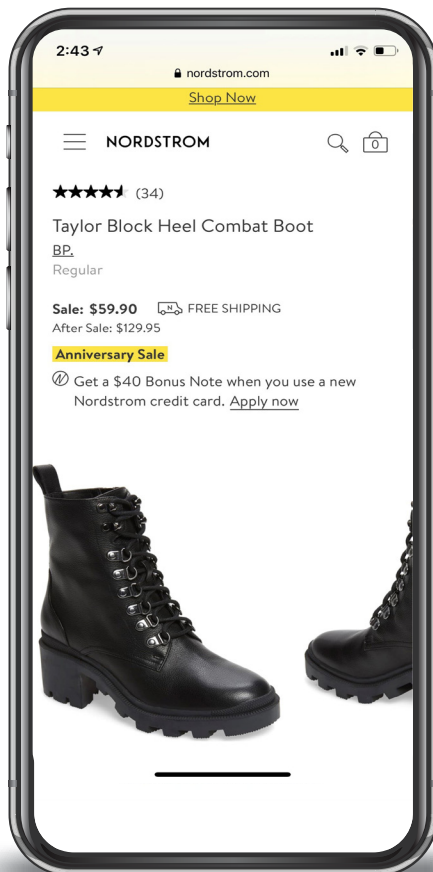 2:43
nordstrom.com
Shop Now
NORDSTROM
0
(34)
Taylor Block Heel Combat Boot
BP.
Regular
Sale: $59.90 N FREE SHIPPING
After Sale: $129.95
Anniversary Sale
N Get a $40 Bonus Note when you use a new
Nordstrom credit card. Apply now